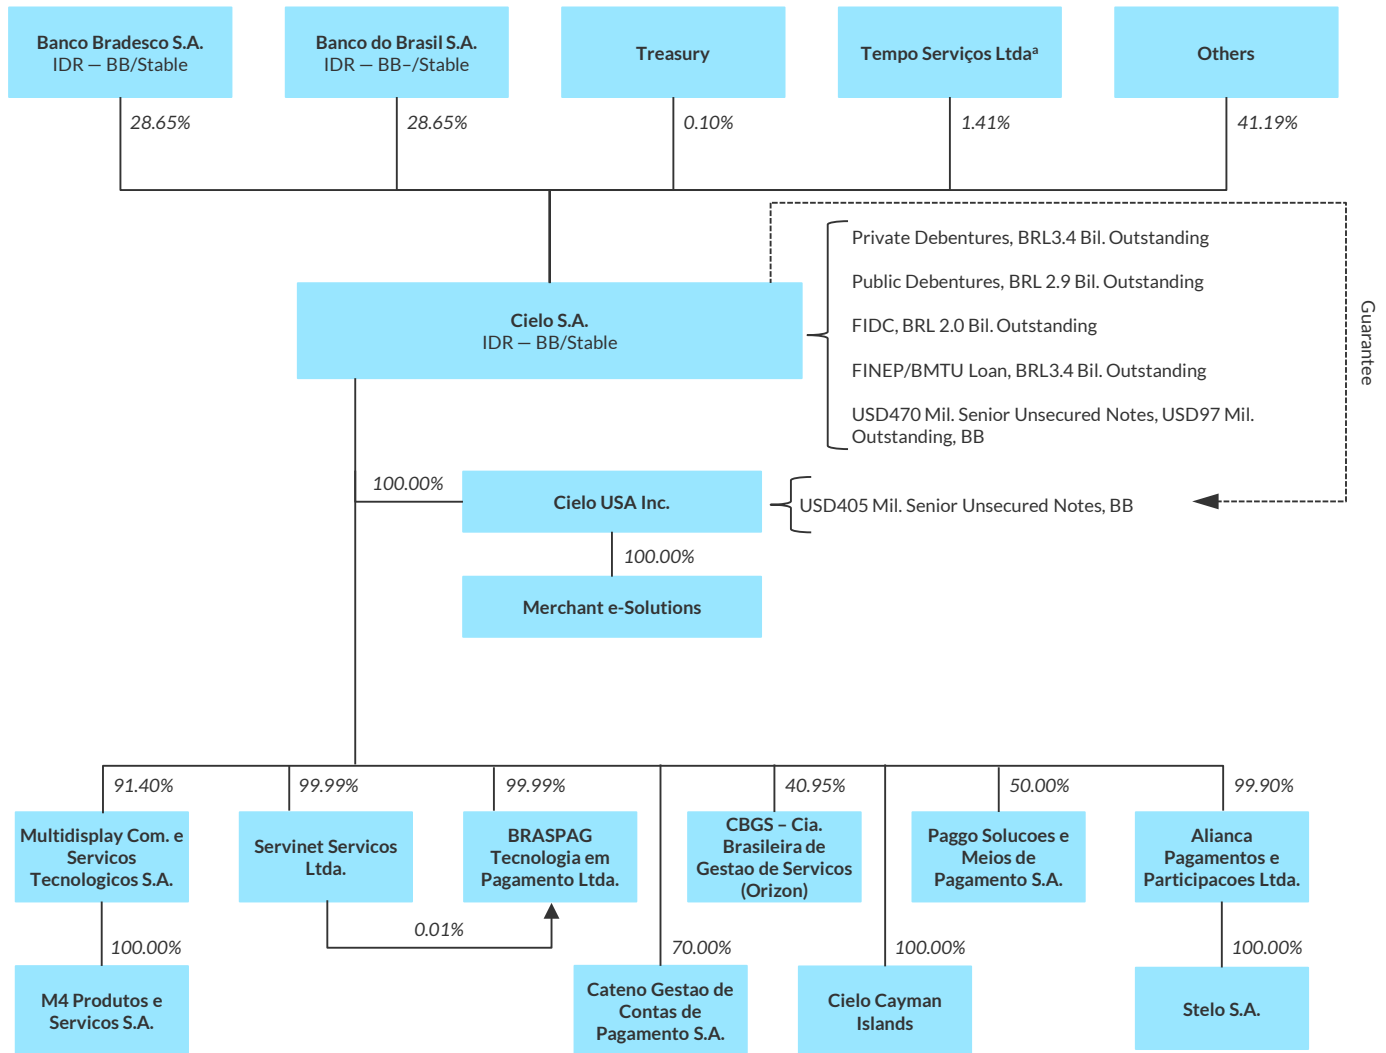 Banco Bradesco S.A.
IDR — BB/Stable
Banco do Brasil S.A.
IDR — BB–/Stable
Treasury
Tempo Serviços Ltdaᵃ
Others
28.65%
28.65%
0.10%
1.41%
41.19%
Private Debentures, BRL3.4 Bil. Outstanding
Public Debentures, BRL 2.9 Bil. Outstanding
FIDC, BRL 2.0 Bil. Outstanding
FINEP/BMTU Loan, BRL3.4 Bil. Outstanding
USD470 Mil. Senior Unsecured Notes, USD97 Mil.
Outstanding, BB
Guarantee
Cielo S.A.
IDR — BB/Stable
100.00%
Cielo USA Inc.
USD405 Mil. Senior Unsecured Notes, BB
100.00%
Merchant e-Solutions
91.40%
99.99%
99.99%
40.95%
50.00%
99.90%
Multidisplay Com. e
Servicos
Tecnologicos S.A.
Servinet Servicos
Ltda.
BRASPAG
Tecnologia em
Pagamento Ltda.
CBGS – Cia.
Brasileira de
Gestao de Servicos
(Orizon)
Paggo Solucoes e
Meios de
Pagamento S.A.
Alianca
Pagamentos e
Participacoes Ltda.
0.01%
100.00%
70.00%
100.00%
100.00%
M4 Produtos e
Servicos S.A.
Cateno Gestao de
Contas de
Pagamento S.A.
Cielo Cayman
Islands
Stelo S.A.